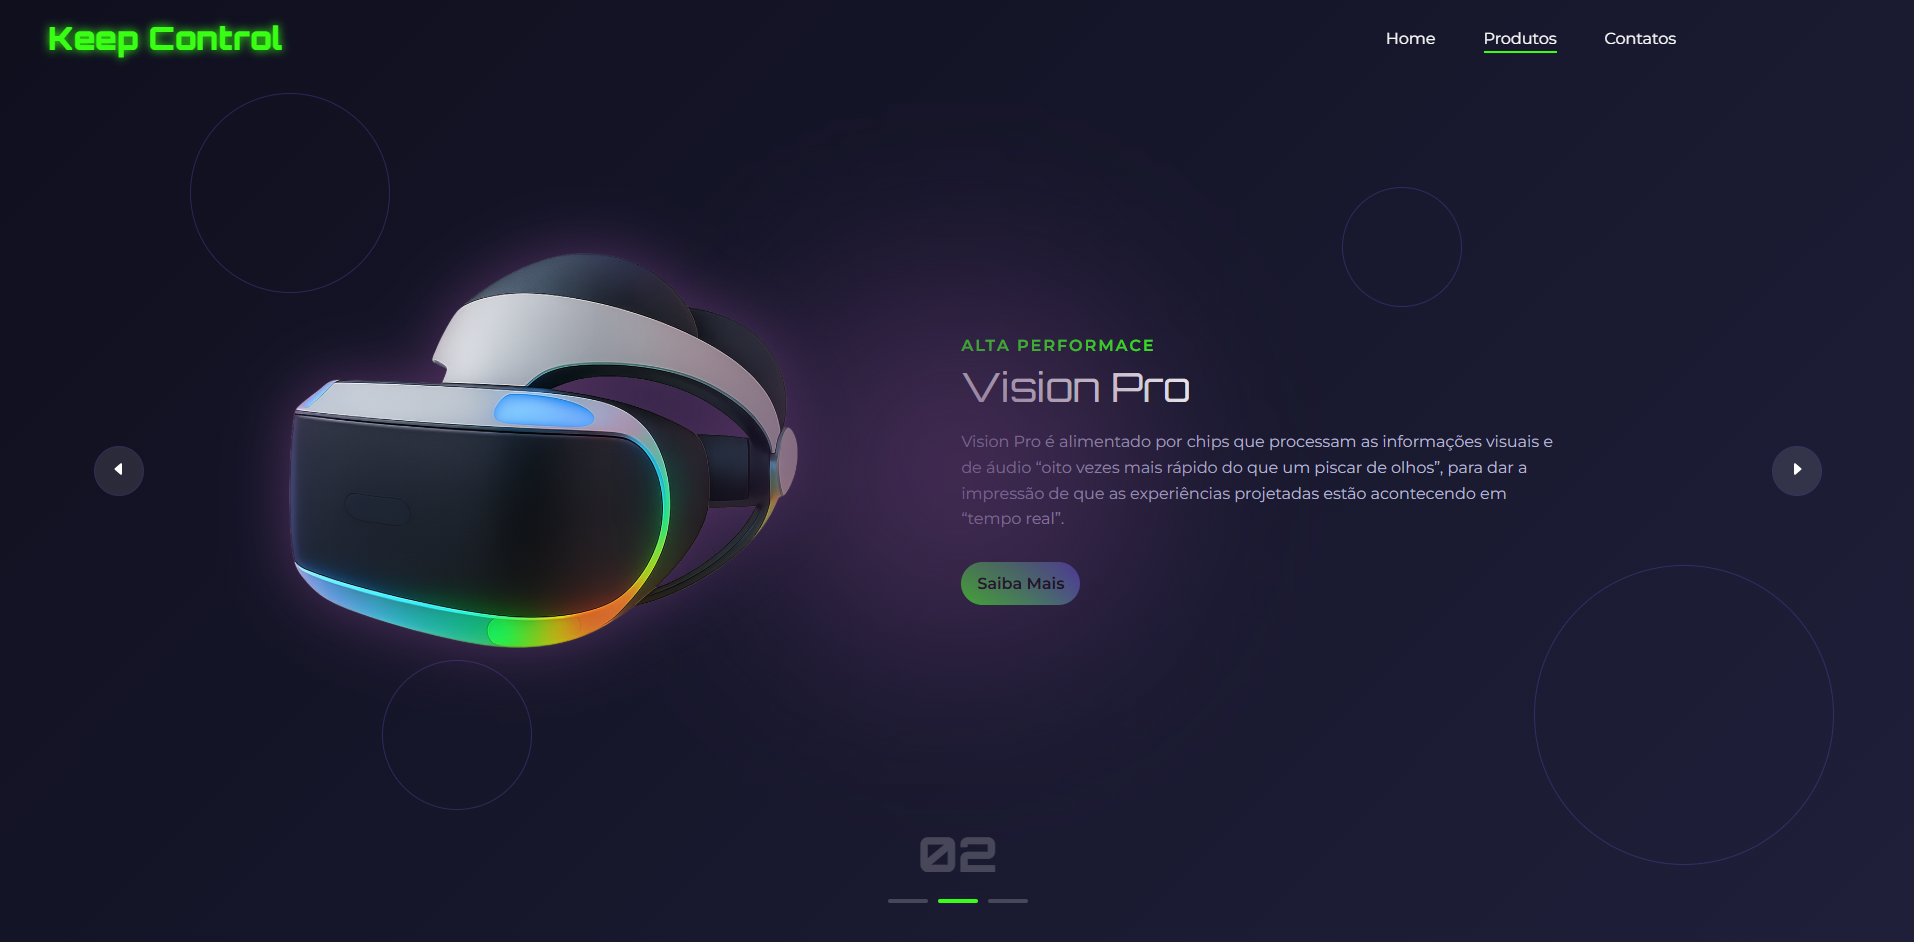 Keep Control
Home
Produtos
Contatos
ALTA PERFORMACE
Vision Pro
Vision Pro é alimentado por chips que processam as informações visuais e
de áudio “oito vezes mais rápido do que um piscar de olhos”, para dar a
impressão de que as experiências projetadas estão acontecendo em
“tempo real”.
Saiba Mais
02